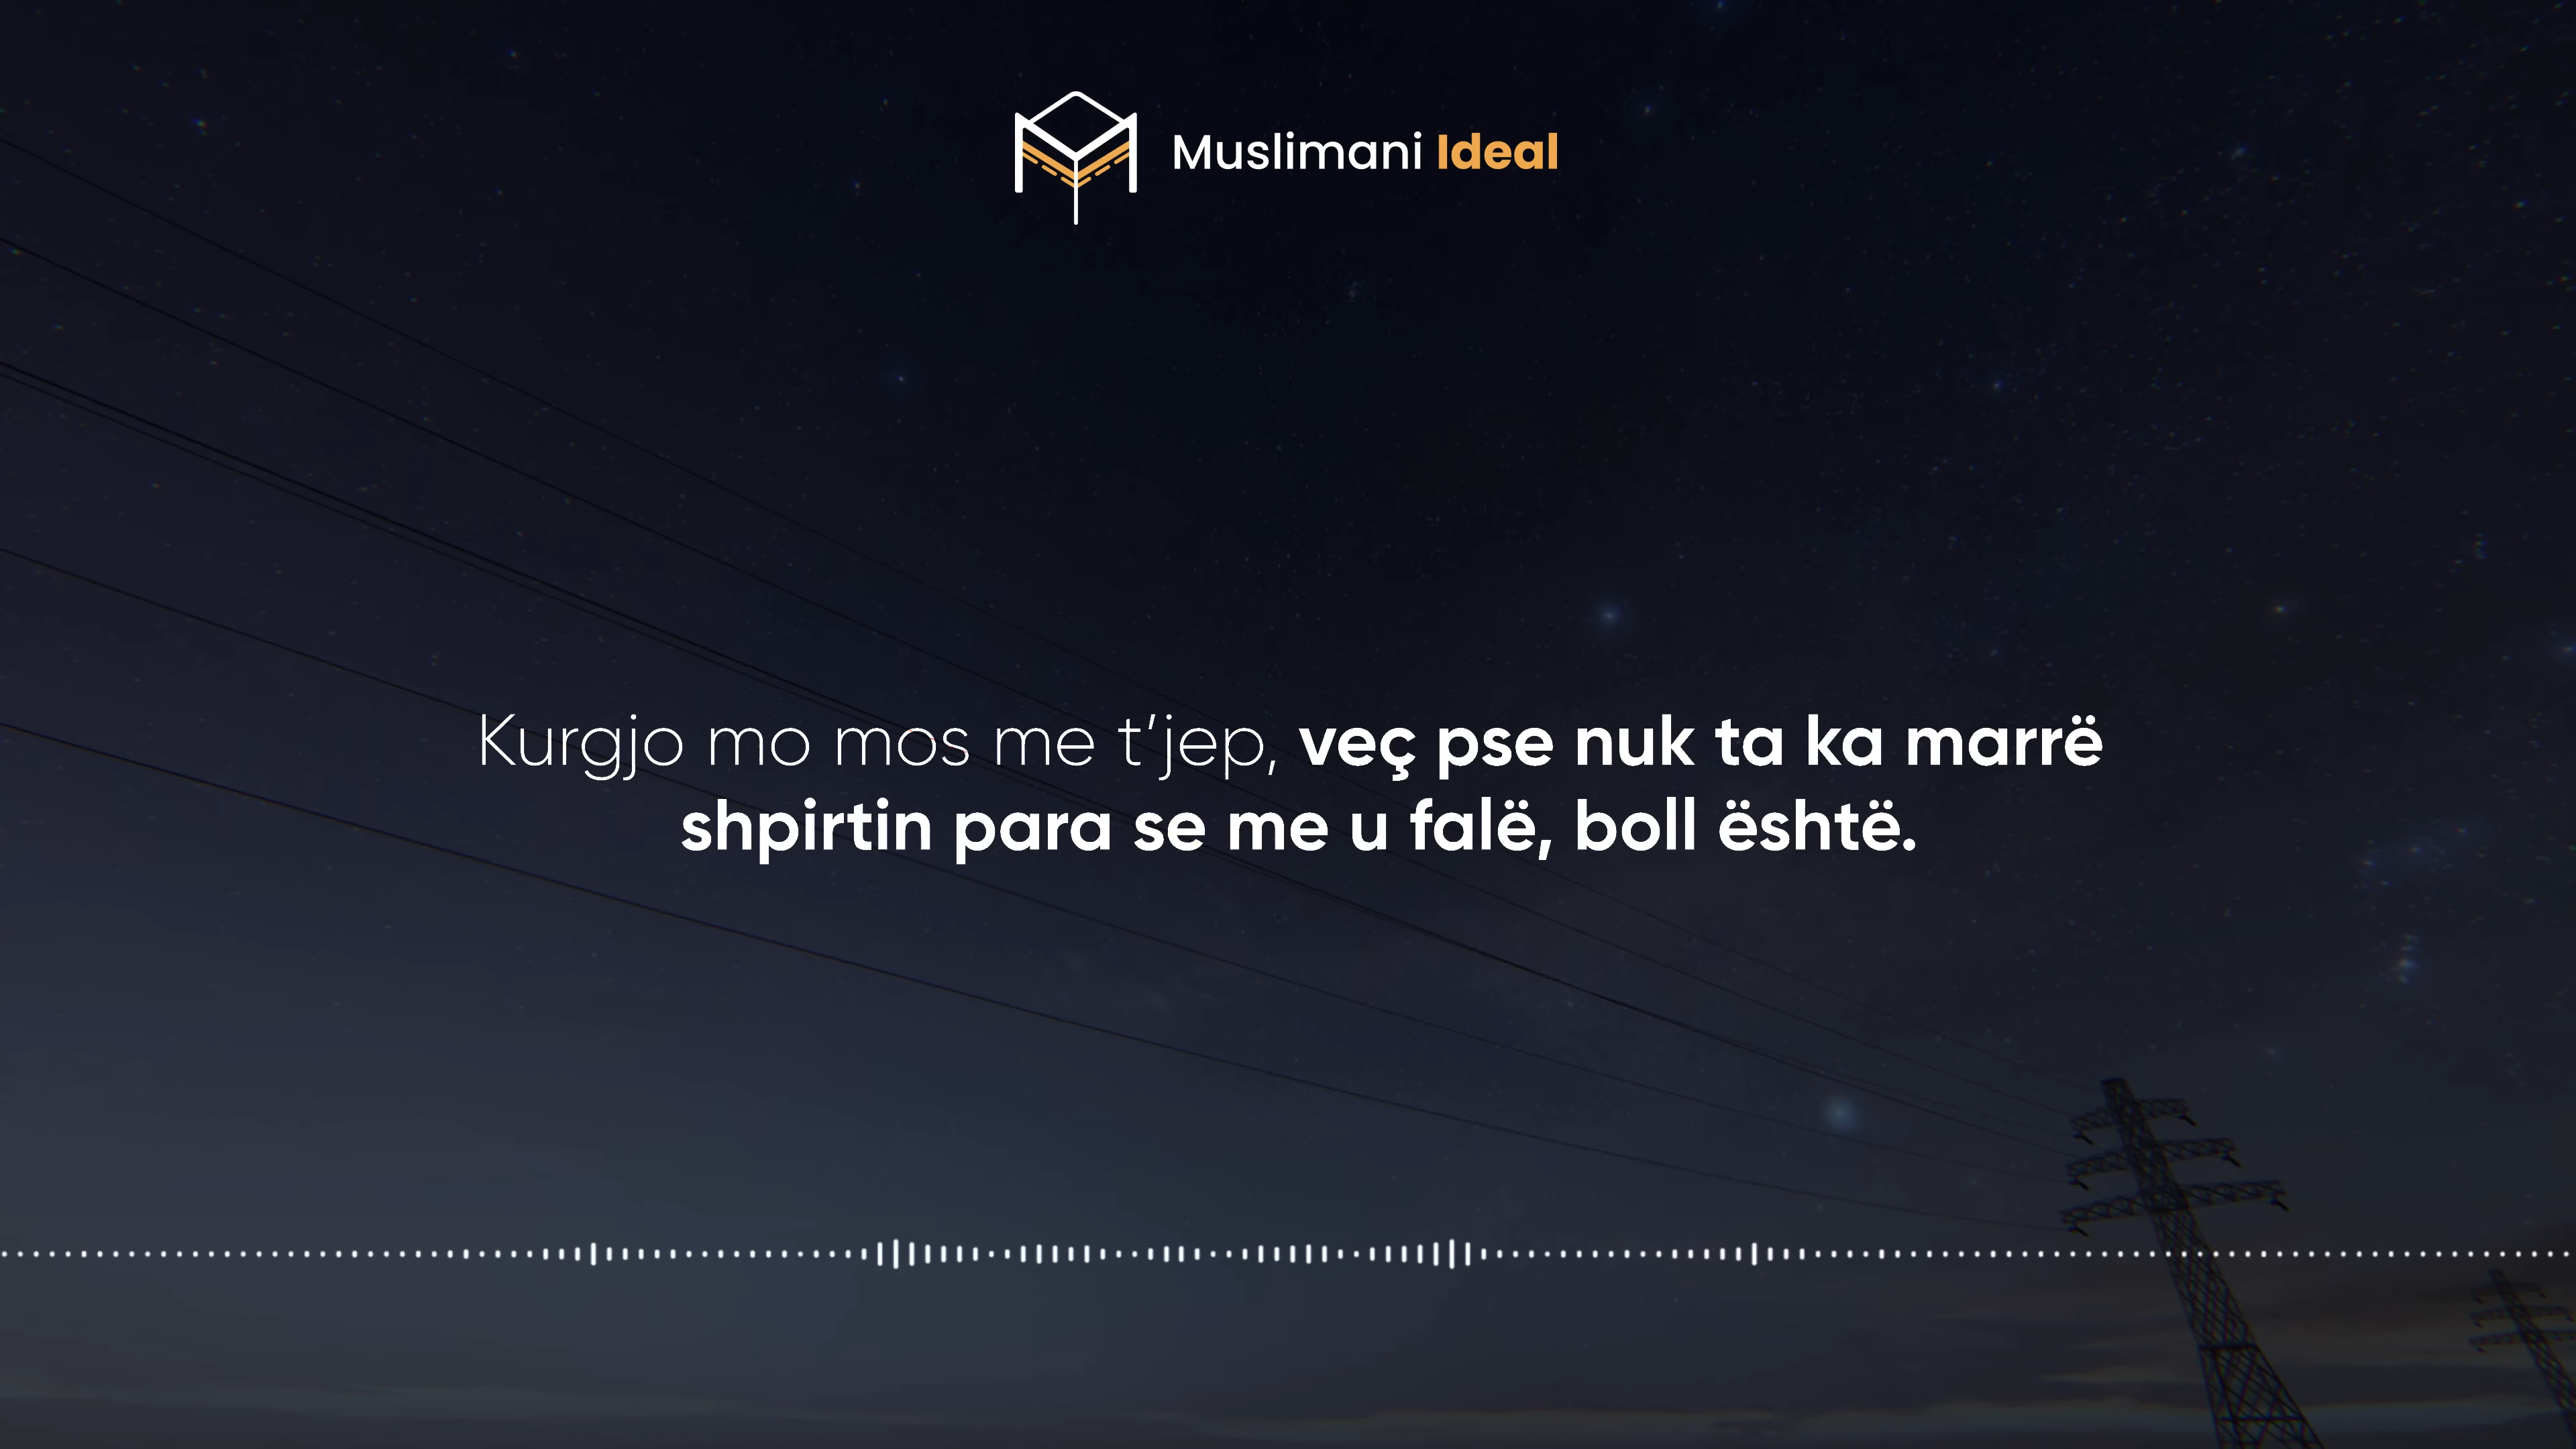 Muslimani Ideal
Kurgjo mo mos me t’jep, veç pse nuk ta ka marrë
shpirtin para se me u falë, boll është.